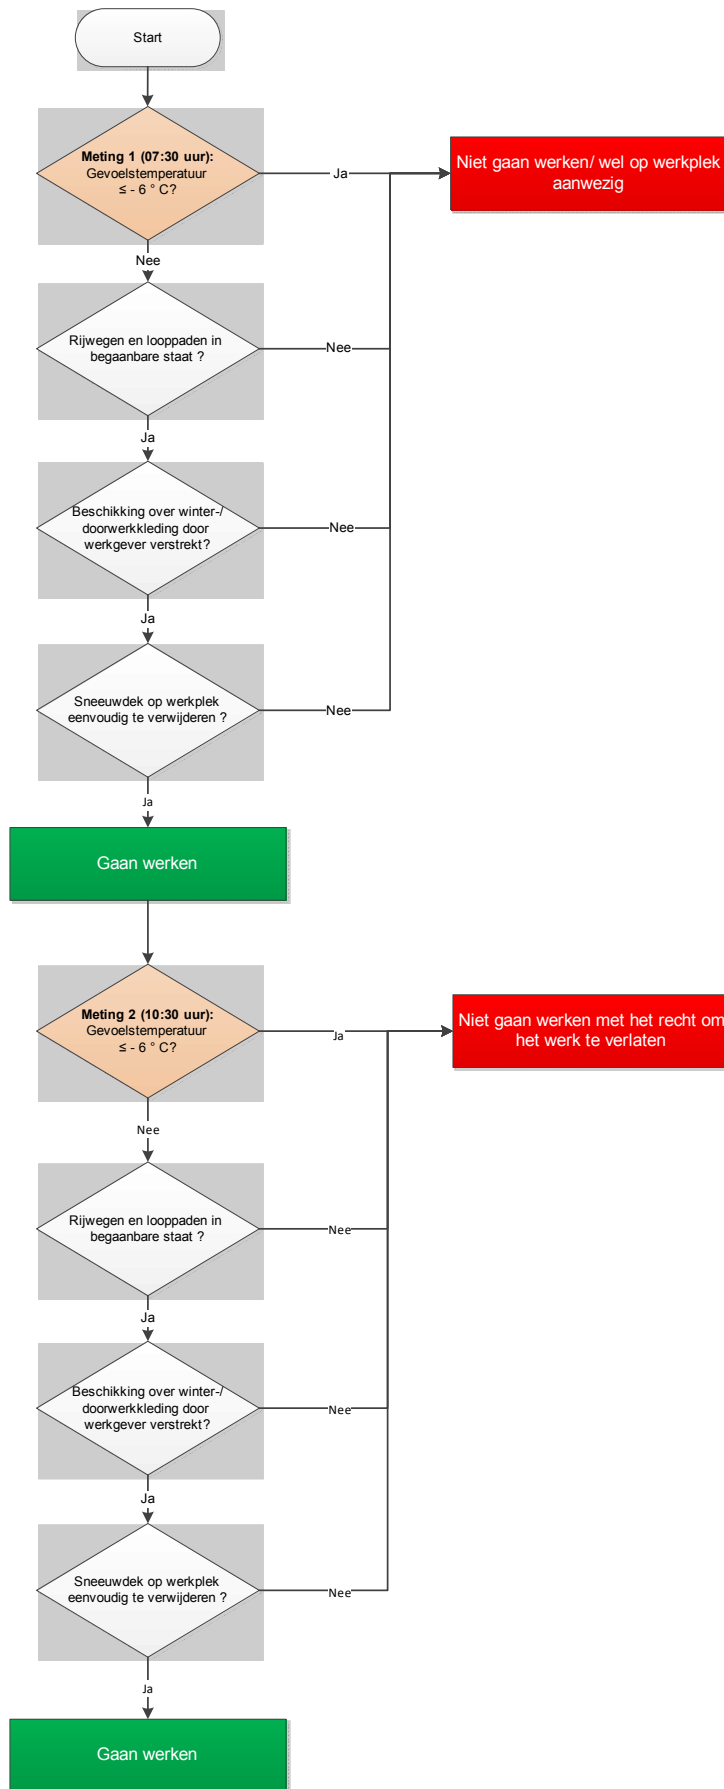 Start
Meting 1 (07:30 uur):
Gevoelstemperatuur
≤ - 6 ° C?
Ja
Niet gaan werken/ wel op werkplek
aanwezig
Nee
Rijwegen en looppaden in
begaanbare staat ?
Nee
Ja
Beschikking over winter-/
doorwerkkleding door
werkgever verstrekt?
Nee
Ja
Sneeuwdek op werkplek
eenvoudig te verwijderen ?
Nee
Ja
Gaan werken
Meting 2 (10:30 uur):
Gevoelstemperatuur
≤ - 6 ° C?
Ja
Niet gaan werken met het recht om
het werk te verlaten
Nee
Rijwegen en looppaden in
begaanbare staat ?
Nee
Ja
Beschikking over winter-/
doorwerkkleding door
werkgever verstrekt?
Nee
Ja
Sneeuwdek op werkplek
eenvoudig te verwijderen ?
Nee
Ja
Gaan werken